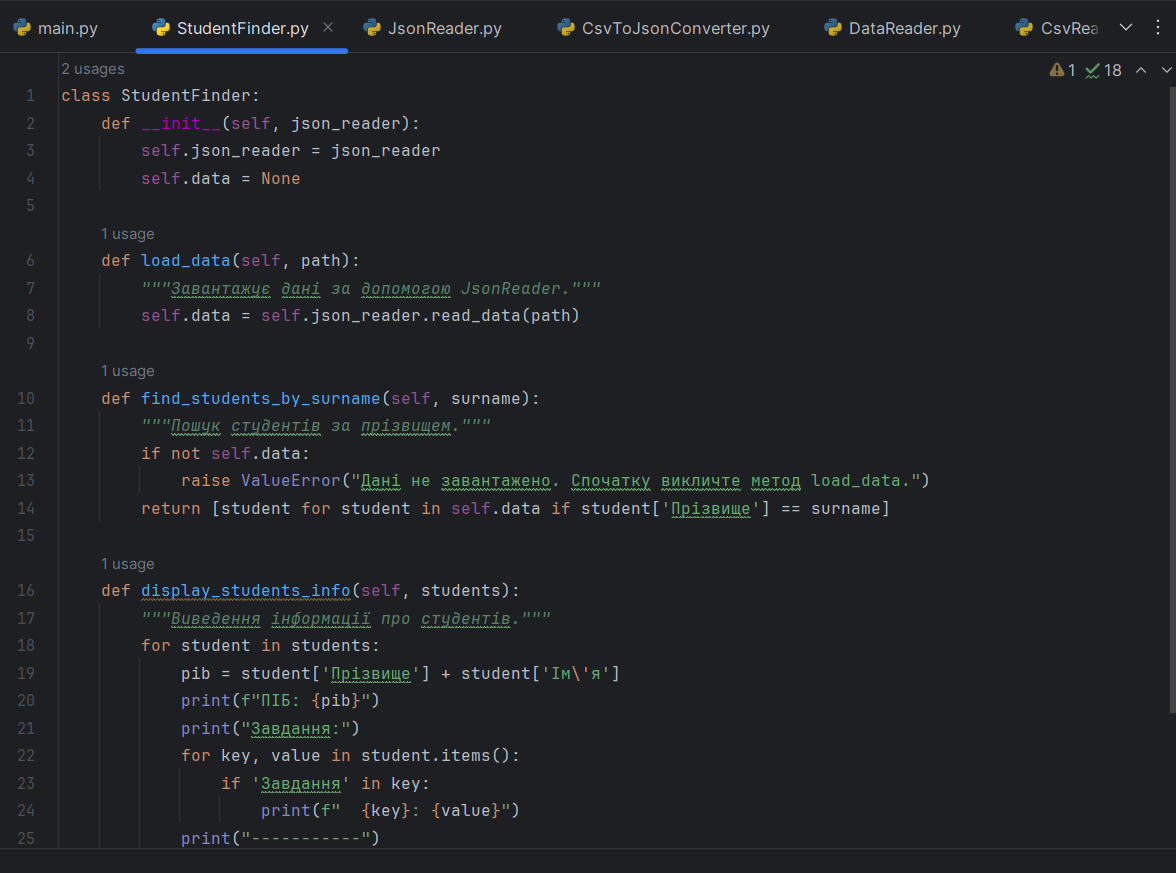 main.py StudentFinder.py JsonReader.py CsvToJsonConverter.py DataReader.py CsvRea
2 usages
1 18
1 class StudentFinder:
2 def __init__(self, json_reader):
3 self.json_reader = json_reader
4 self.data = None
5
1 usage
6 def load_data(self, path):
7 """Завантажує дані за допомогою JsonReader."""
8 self.data = self.json_reader.read_data(path)
9
1 usage
10 def find_students_by_surname(self, surname):
11 """Пошук студентів за прізвищем."""
12 if not self.data:
13 raise ValueError("Дані не завантажено. Спочатку викличте метод load_data.")
14 return [student for student in self.data if student['Прізвище'] == surname]
15
1 usage
16 def display_students_info(self, students):
17 """Виведення інформації про студентів."""
18 for student in students:
19 pib = student['Прізвище'] + student['Ім\'я']
20 print(f"ПІБ: {pib}")
21 print("Завдання:")
22 for key, value in student.items():
23 if 'Завдання' in key:
24 print(f"  {key}: {value}")
25 print("-----------")